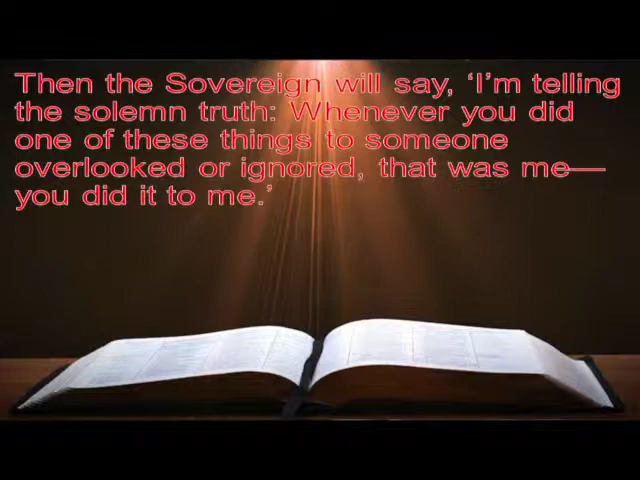 Then the Sovereign will say, ‘I’m telling
the solemn truth: Whenever you did
one of these things to someone
overlooked or ignored, that was me—
you did it to me.’